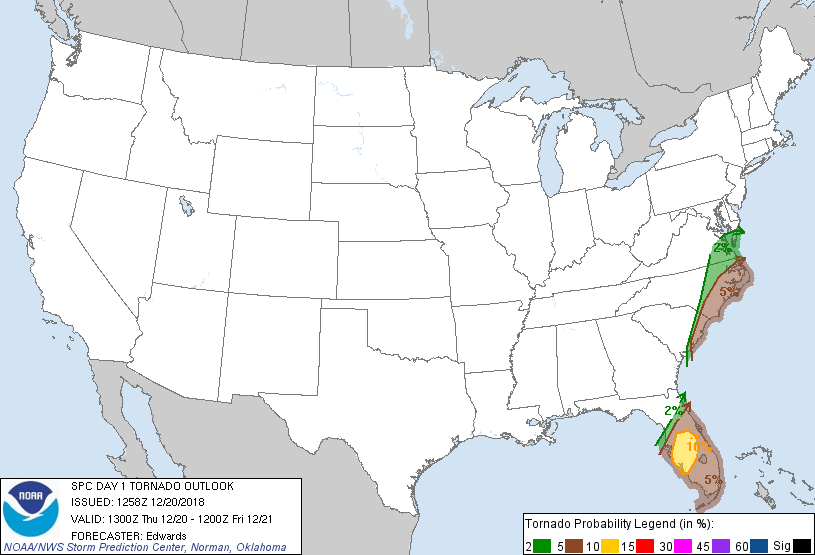 2%
5%
2%
10%
5%
NOAA
SPC DAY 1 TORNADO OUTLOOK
ISSUED: 1258Z 12/20/2018
VALID: 1300Z Thu 12/20 - 1200Z Fri 12/21
FORECASTER: Edwards
NOAA/NWS Storm Prediction Center, Norman, Oklahoma
Tornado Probability Legend (in %):
2 5 10 15 30 45 60 Sig